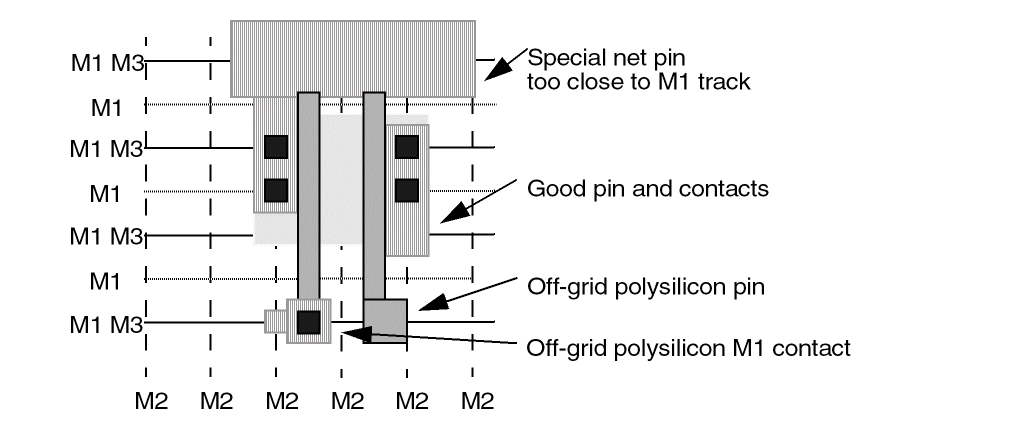 M1 M3
Special net pin
too close to M1 track
M1
M1 M3
M1
Good pin and contacts
M1 M3
M1
Off-grid polysilicon pin
M1 M3
Off-grid polysilicon M1 contact
M2 M2 M2 M2 M2 M2